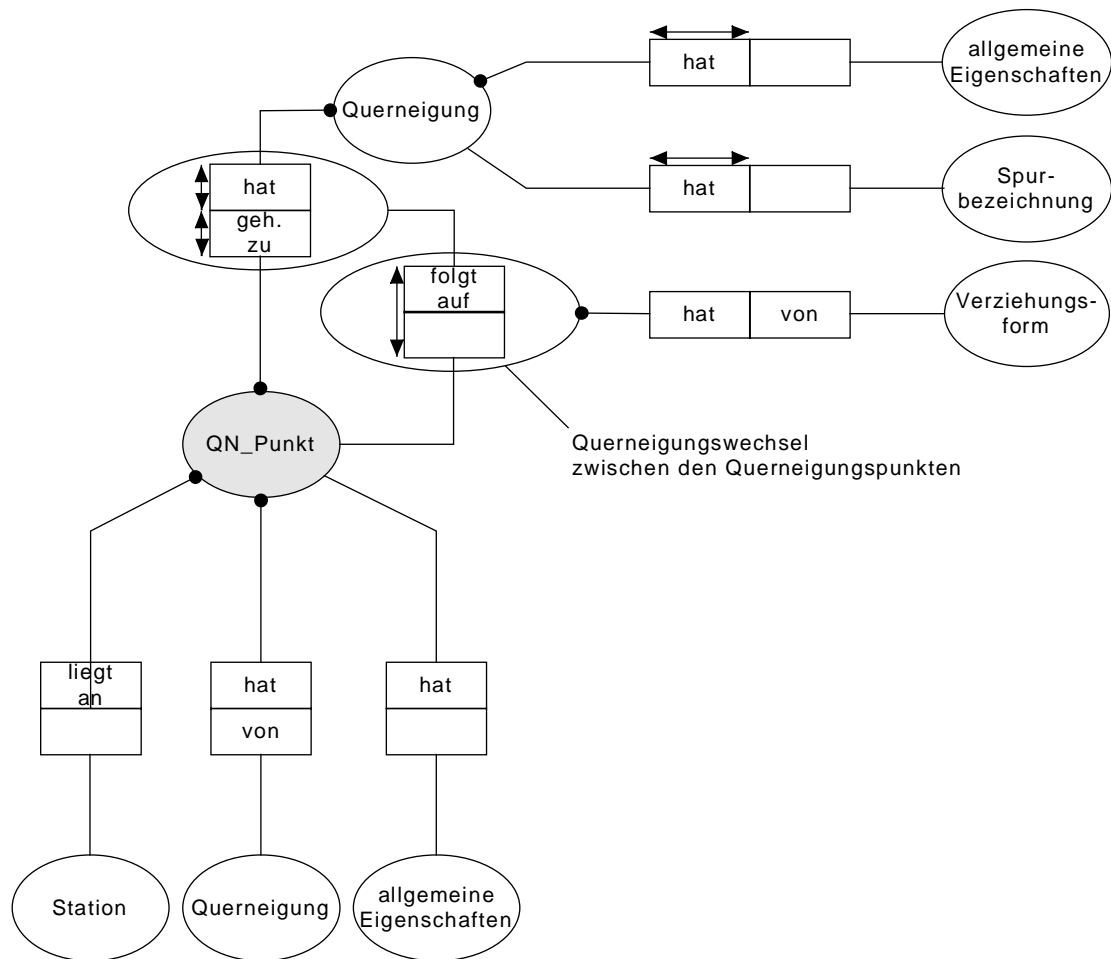 hat
allgemeine
Eigenschaften
Querneigung
hat
Spur-
bezeichnung
hat
geh.
zu
folgt
auf
hat
von
Verziehungs-
form
QN_Punkt
Querneigungswechsel
zwischen den Querneigungspunkten
liegt
an
hat
von
hat
Station
Querneigung
allgemeine
Eigenschaften